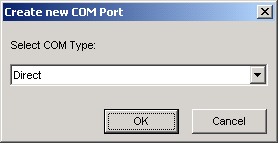 Create new COM Port
Select COM Type:
Direct
OK
Cancel